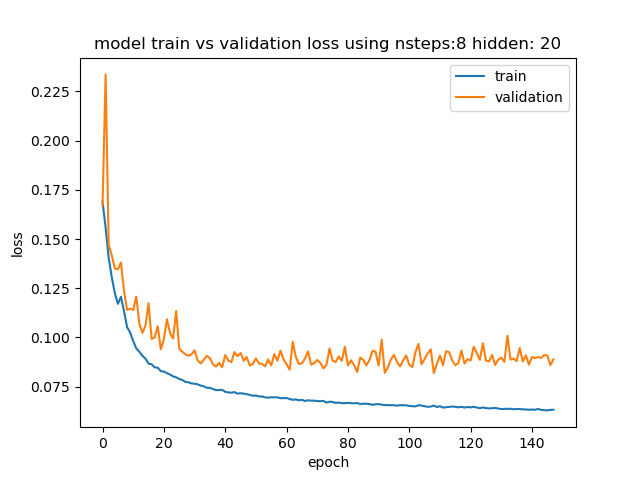 model train vs validation loss using nsteps:8 hidden: 20
train
validation
0.225
0.200
0.175
0.150
0.125
0.100
0.075
loss
0 20 40 60 80 100 120 140
epoch